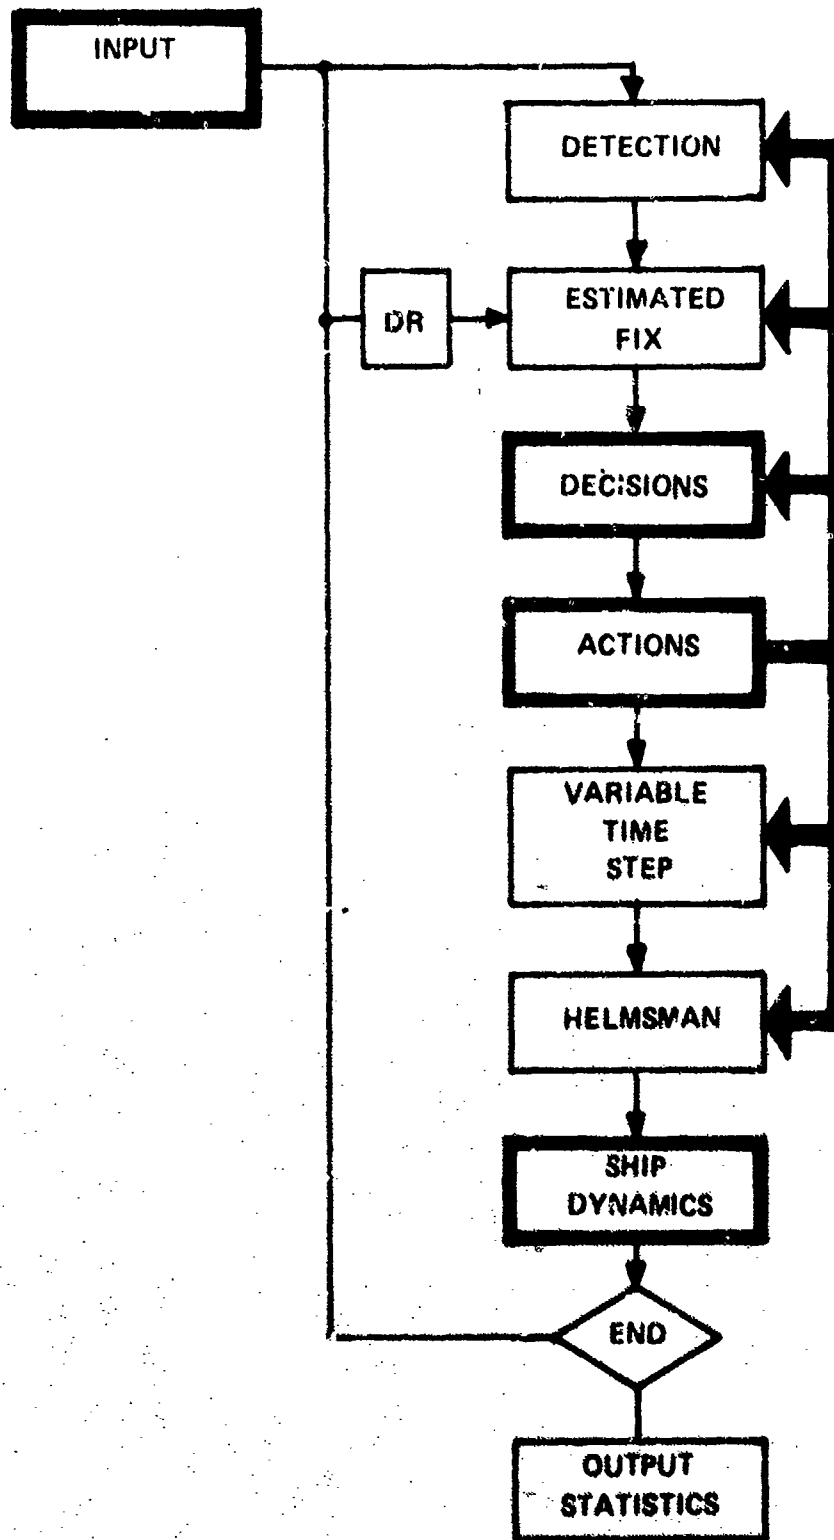 INPUT
DETECTION
ESTIMATED
FIX
DR
DECISIONS
ACTIONS
VARIABLE
TIME
STEP
HELMSMAN
SHIP
DYNAMICS
END
OUTPUT
STATISTICS